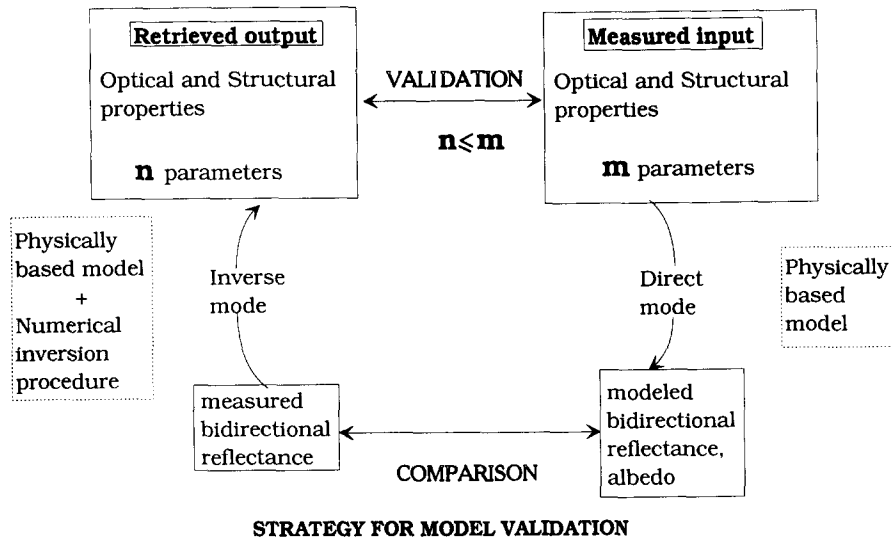 Retrieved output
Optical and Structural
properties
n parameters
VALIDATION
n⩽m
Measured input
Optical and Structural
properties
m parameters
Physically
based model
+
Numerical
inversion
procedure
Inverse
mode
Direct
mode
Physically
based
model
measured
bidirectional
reflectance
COMPARISON
modeled
bidirectional
reflectance,
albedo
STRATEGY FOR MODEL VALIDATION